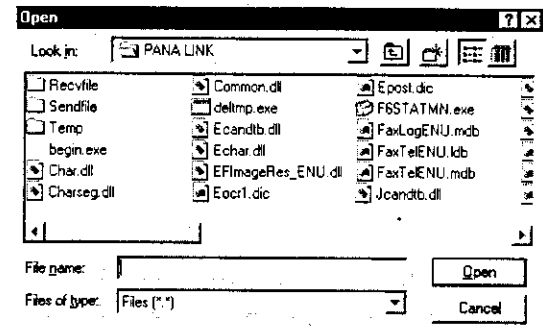 Open
Look in: PANA LINK
Recvfile Common.dll Epost.dic
Sendfile deltmp.exe F6STATMN.exe
Temp Ecandtb.dll FaxLogENU.mdb
begin.exe Echar.dll FaxTelENU.ldb
Char.dll EFImageRes_ENU.dll FaxTelENU.mdb
Charseg.dll Eocr1.dic Jcandtb.dll
File name: Open
Files of type: Files (*.*) Cancel